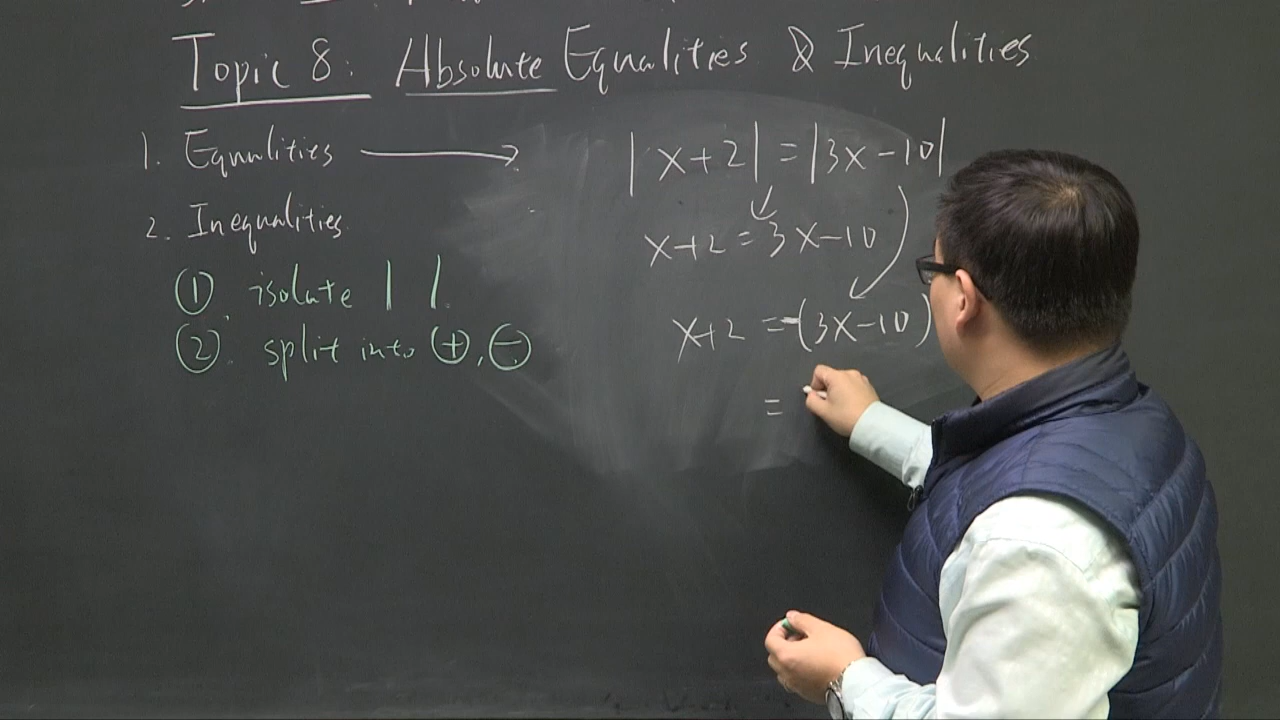 Topic 8: Absolute Equalities & Inequalities
1. Equalities ⟶
2. Inequalities
① isolate | |.
② split into ⊕, ⊖
|x+2| = |3x-10|
x+2 = 3x-10
x+2 = -(3x-10)
=